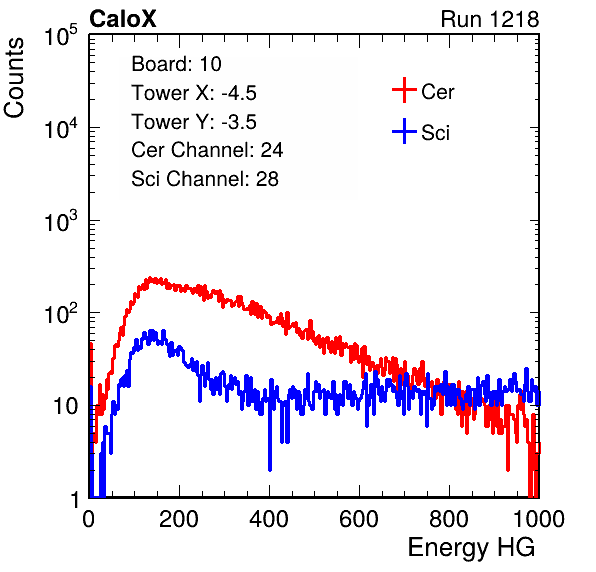 CaloX Run 1218
Counts
10^5
10^4
10^3
10^2
10
1
Board: 10
Tower X: -4.5
Tower Y: -3.5
Cer Channel: 24
Sci Channel: 28
Cer
Sci
0 200 400 600 800 1000
Energy HG